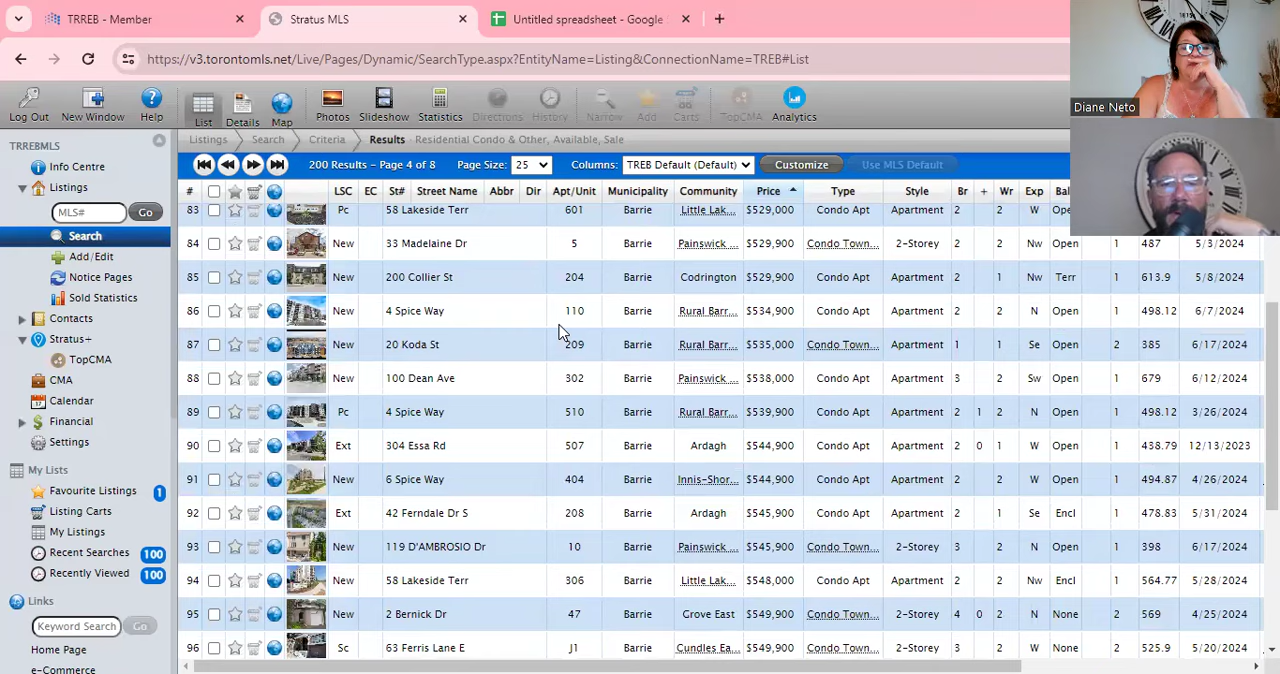 TRREB - Member
Stratus MLS
Untitled spreadsheet - Google
https://v3.torontomls.net/Live/Pages/Dynamic/SearchType.aspx?EntityName=Listing&ConnectionName=TREB#List
Diane Neto
Log Out New Window Help List Details Map Photos Slideshow Statistics Directions History Narrow Add Carts TopCMA Analytics
TRREBMLS
Info Centre
Listings
MLS# Go
Search
Add/Edit
Notice Pages
Sold Statistics
Contacts
Stratus+
TopCMA
CMA
Calendar
Financial
Settings
My Lists
Favourite Listings 1
Listing Carts
My Listings
Recent Searches 100
Recently Viewed 100
Links
Keyword Search Go
Home Page
e-Commerce
Listings Search Criteria Results - Residential Condo & Other, Available, Sale
200 Results - Page 4 of 8 Page Size: 25 Columns: TREB Default (Default) Customize Use MLS Default
# LSC EC St# Street Name Abbr Dir Apt/Unit Municipality Community Price Type Style Br + Wr Exp Bal
83 Pc 58 Lakeside Terr 601 Barrie Little Lak... $529,000 Condo Apt Apartment 2 2 W Ope
84 New 33 Madelaine Dr 5 Barrie Painswick ... $529,900 Condo Town... 2-Storey 2 2 Nw Open 1 487 5/3/2024
85 New 200 Collier St 204 Barrie Codrington $529,900 Condo Apt Apartment 2 1 Nw Terr 1 613.9 5/8/2024
86 New 4 Spice Way 110 Barrie Rural Barr... $534,900 Condo Apt Apartment 2 2 N Open 1 498.12 6/7/2024
87 New 20 Koda St 209 Barrie Rural Barr... $535,000 Condo Town... Apartment 1 1 Se Open 2 385 6/17/2024
88 New 100 Dean Ave 302 Barrie Painswick ... $538,000 Condo Apt Apartment 3 2 Sw Open 1 679 6/12/2024
89 Pc 4 Spice Way 510 Barrie Rural Barr... $539,900 Condo Apt Apartment 2 1 2 N Open 1 498.12 3/26/2024
90 Ext 304 Essa Rd 507 Barrie Ardagh $544,900 Condo Apt Apartment 2 0 1 W Open 1 438.79 12/13/2023
91 New 6 Spice Way 404 Barrie Innis-Shor... $544,900 Condo Apt Apartment 2 2 W Open 1 494.87 4/26/2024
92 Ext 42 Ferndale Dr S 208 Barrie Ardagh $545,900 Condo Apt Apartment 2 1 Se Encl 1 478.83 5/31/2024
93 New 119 D'AMBROSIO Dr 10 Barrie Painswick ... $545,900 Condo Town... 2-Storey 3 2 N Open 1 398 6/17/2024
94 New 58 Lakeside Terr 306 Barrie Little Lak... $548,000 Condo Apt Apartment 2 2 Nw Encl 1 564.77 5/28/2024
95 New 2 Bernick Dr 47 Barrie Grove East $549,900 Condo Town... 2-Storey 4 0 2 N None 2 569 4/25/2024
96 Sc 63 Ferris Lane E J1 Barrie Cundles Ea... $549,900 Condo Town... 2-Storey 3 2 W None 2 525.9 5/20/2024